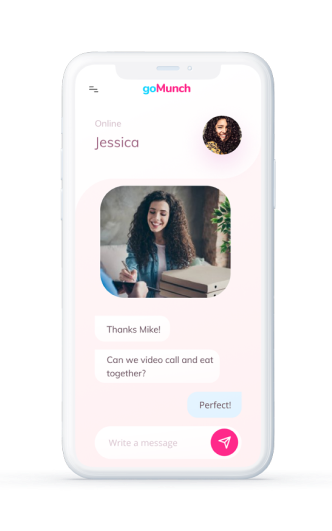 goMunch
Online
Jessica
Thanks Mike!
Can we video call and eat
together?
Perfect!
Write a message